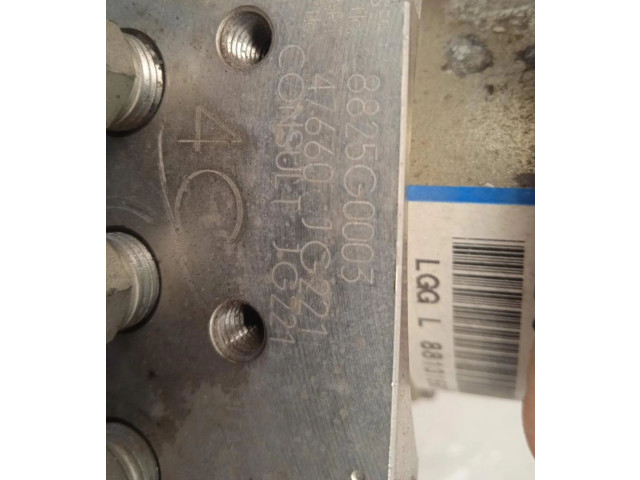 8825G0003
47660 JG221
CONSULT JG221
4C
LGG L 881